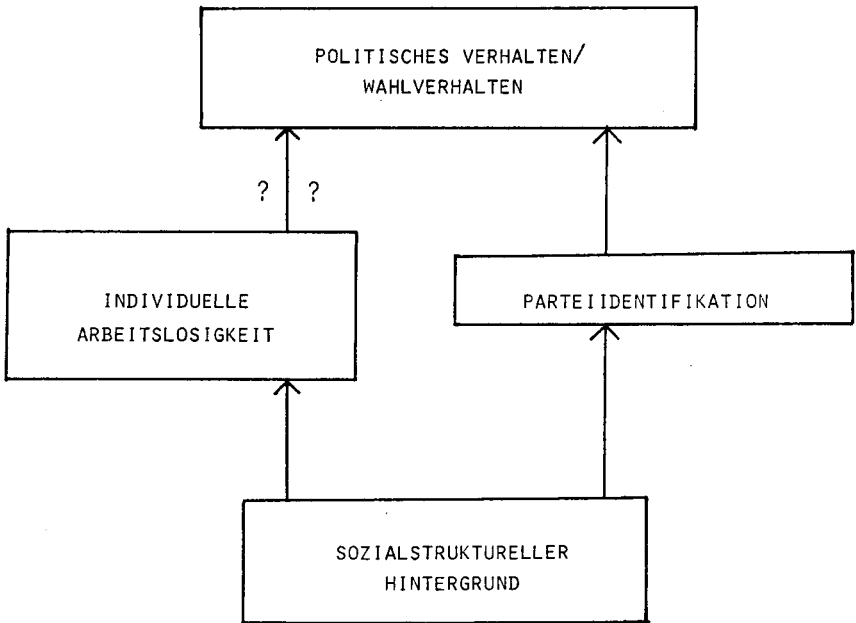 POLITISCHES VERHALTEN/
WAHLVERHALTEN
? ?
INDIVIDUELLE
ARBEITSLOSIGKEIT
PARTEIIDENTIFIKATION
SOZIALSTRUKTURELLER
HINTERGRUND